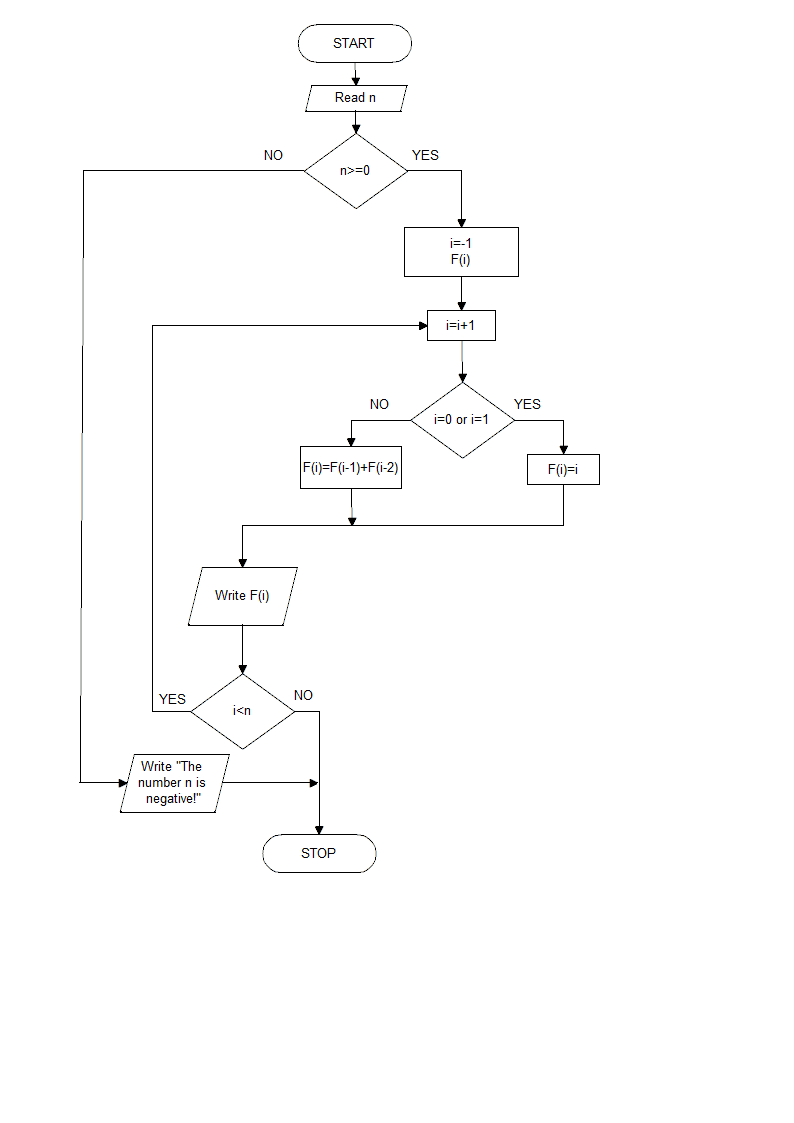 START
Read n
NO
YES
n>=0
i=-1
F(i)
i=i+1
NO
YES
i=0 or i=1
F(i)=F(i-1)+F(i-2)
F(i)=i
Write F(i)
YES
NO
i<n
Write "The
number n is
negative!"
STOP